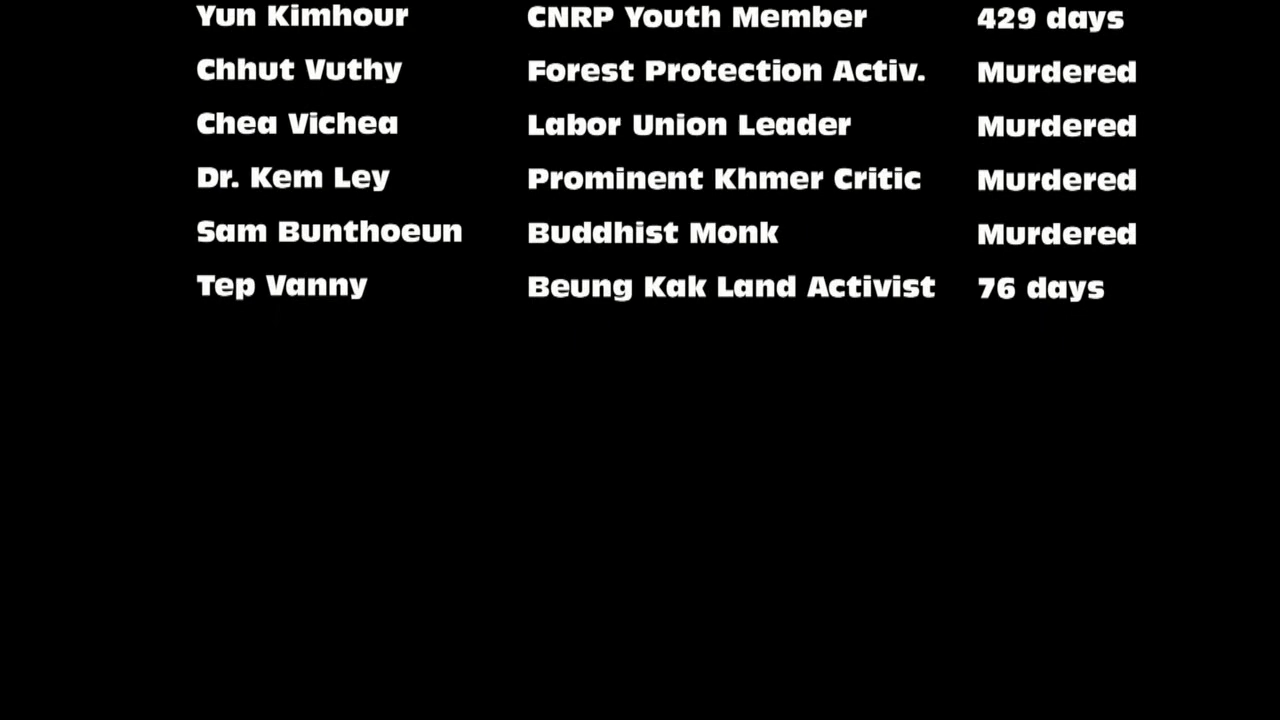 Yun Kimhour CNRP Youth Member 429 days
Chhut Vuthy Forest Protection Activ. Murdered
Chea Vichea Labor Union Leader Murdered
Dr. Kem Ley Prominent Khmer Critic Murdered
Sam Bunthoeun Buddhist Monk Murdered
Tep Vanny Beung Kak Land Activist 76 days